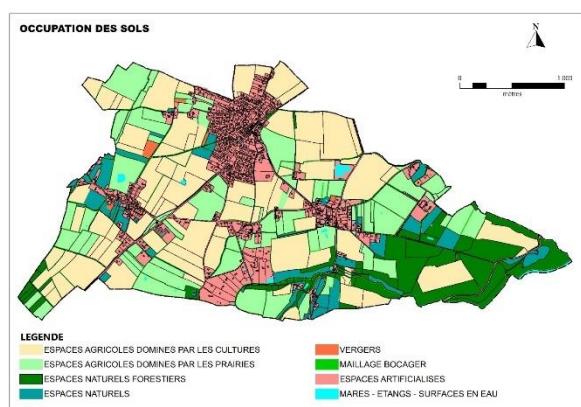 OCCUPATION DES SOLS
N
0 1 000
mètres
LEGENDE
ESPACES AGRICOLES DOMINES PAR LES CULTURES
ESPACES AGRICOLES DOMINES PAR LES PRAIRIES
ESPACES NATURELS FORESTIERS
ESPACES NATURELS
VERGERS
MAILLAGE BOCAGER
ESPACES ARTIFICIALISES
MARES - ETANGS - SURFACES EN EAU